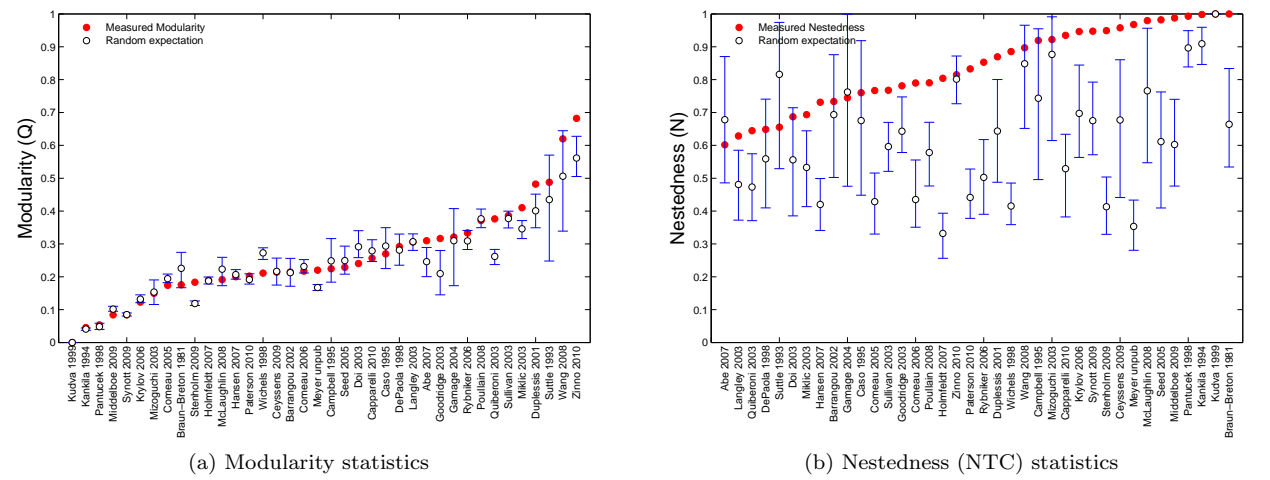 Modularity (Q)
1
0.9
0.8
0.7
0.6
0.5
0.4
0.3
0.2
0.1
0
Measured Modularity
Random expectation
Kudva 1999
Kankila 1994
Pantucek 1998
Middelboe 2009
Synott 2009
Krylov 2006
Mizoguchi 2003
Comeau 2005
Braun−Breton 1981
Stenholm 2009
Holmfeldt 2007
McLaughlin 2008
Hansen 2007
Paterson 2010
Wichels 1998
Ceyssens 2009
Barrangou 2002
Comeau 2006
Meyer unpub
Campbell 1995
Seed 2005
Doi 2003
Capparelli 2010
Caso 1995
DePaola 1998
Langley 2003
Abe 2007
Goodridge 2003
Gamage 2004
Rybniker 2006
Poullain 2008
Quiberoni 2003
Sullivan 2003
Miklic 2003
Duplessis 2001
Suttle 1993
Wang 2008
Zinno 2010
(a) Modularity statistics
Nestedness (N)
1
0.9
0.8
0.7
0.6
0.5
0.4
0.3
0.2
0.1
0
Measured Nestedness
Random expectation
Abe 2007
Langley 2003
Quiberoni 2003
DePaola 1998
Suttle 1993
Doi 2003
Miklic 2003
Hansen 2007
Barrangou 2002
Gamage 2004
Caso 1995
Comeau 2005
Sullivan 2003
Goodridge 2003
Comeau 2006
Poullain 2008
Holmfeldt 2007
Zinno 2010
Paterson 2010
Rybniker 2006
Duplessis 2001
Wichels 1998
Wang 2008
Campbell 1995
Mizoguchi 2003
Capparelli 2010
Krylov 2006
Synott 2009
Stenholm 2009
Ceyssens 2009
Meyer unpub
McLaughlin 2008
Seed 2005
Middelboe 2009
Pantucek 1998
Kankila 1994
Kudva 1999
Braun−Breton 1981
(b) Nestedness (NTC) statistics